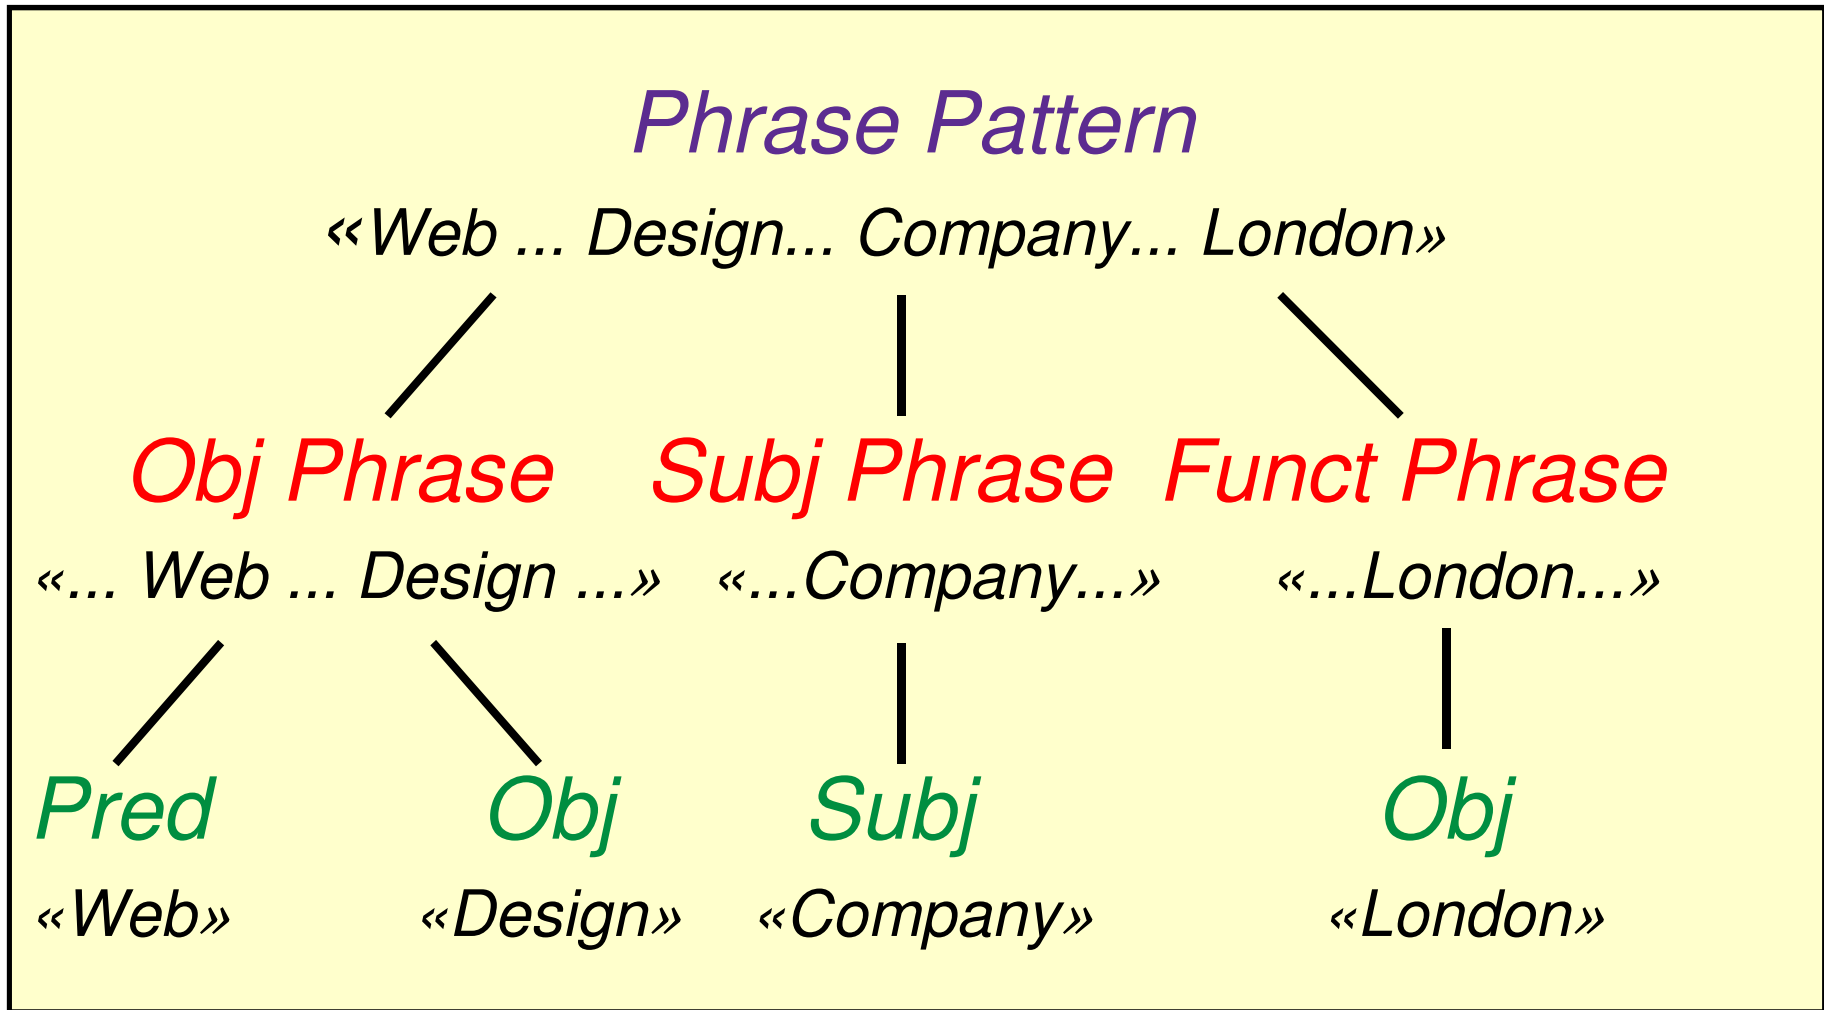 Phrase Pattern
«Web ... Design... Company... London»
Obj Phrase Subj Phrase Funct Phrase
«... Web ... Design ...» «...Company...» «...London...»
Pred Obj Subj Obj
«Web» «Design» «Company» «London»